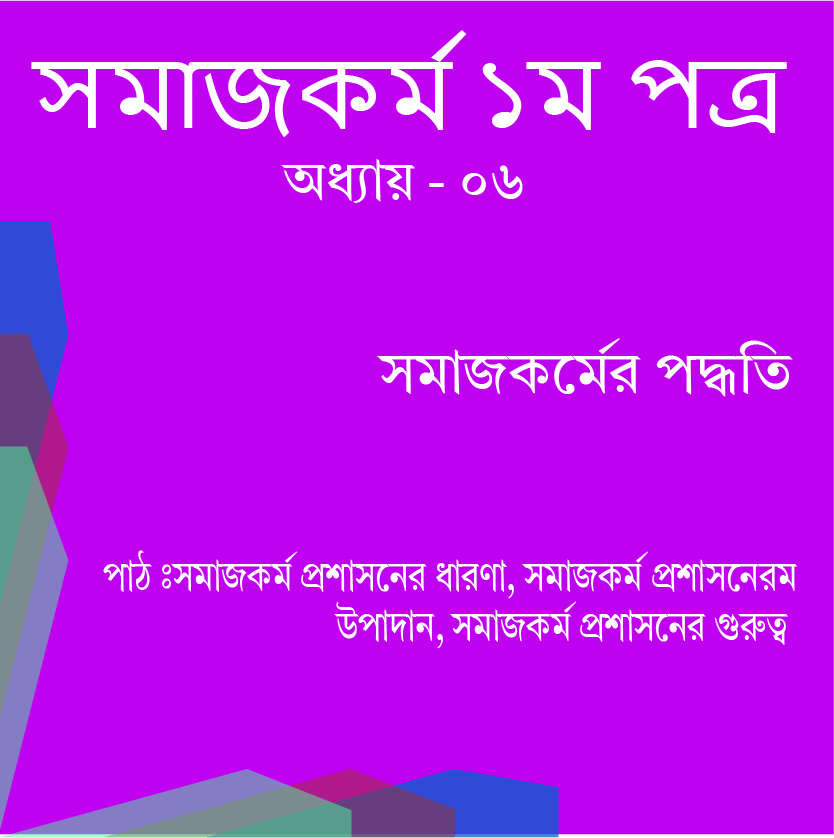 সমাজকর্ম ১ম পত্র
অধ্যায় - ০৬
সমাজকর্মের পদ্ধতি
পাঠ ঃসমাজকর্ম প্রশাসনের ধারণা, সমাজকর্ম প্রশাসনেরম
উপাদান, সমাজকর্ম প্রশাসনের গুরুত্ব